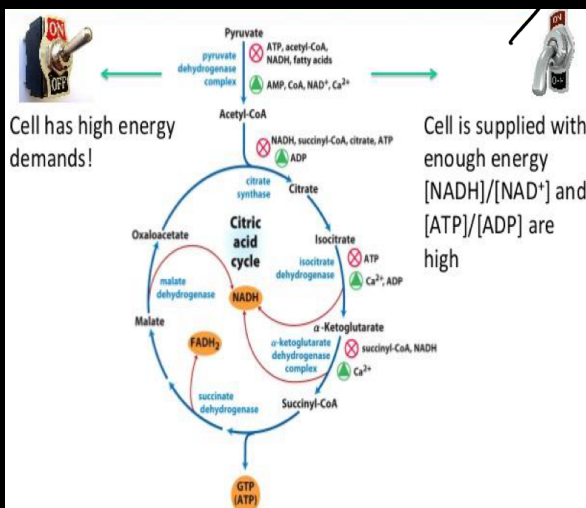 ON
OFF
Cell has high energy
demands!
Pyruvate
pyruvate
dehydrogenase
complex
ATP, acetyl-CoA,
NADH, fatty acids
AMP, CoA, NAD⁺, Ca²⁺
Acetyl-CoA
NADH, succinyl-CoA, citrate, ATP
ADP
citrate
synthase
Citrate
Oxaloacetate
Citric
acid
cycle
Isocitrate
isocitrate
dehydrogenase
ATP
Ca²⁺, ADP
malate
dehydrogenase
NADH
Malate
FADH₂
α-Ketoglutarate
α-ketoglutarate
dehydrogenase
complex
succinyl-CoA, NADH
Ca²⁺
succinate
dehydrogenase
Succinyl-CoA
GTP
(ATP)
Cell is supplied with
enough energy
[NADH]/[NAD⁺] and
[ATP]/[ADP] are
high